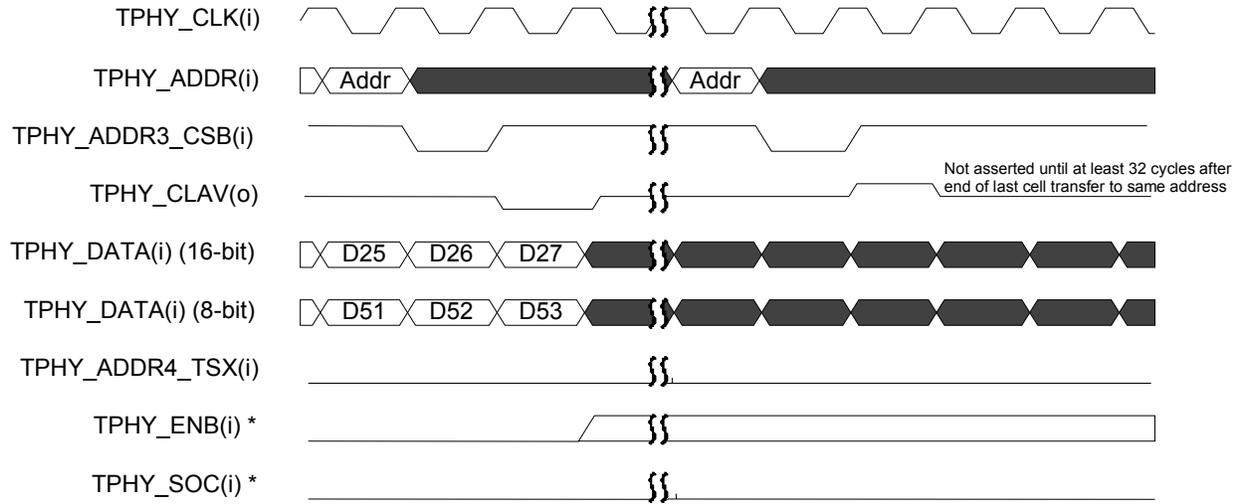 TPHY_CLK(i)
TPHY_ADDR(i) Addr Addr
TPHY_ADDR3_CSB(i)
Not asserted until at least 32 cycles after
end of last cell transfer to same address
TPHY_CLAV(o)
TPHY_DATA(i) (16-bit) D25 D26 D27
TPHY_DATA(i) (8-bit) D51 D52 D53
TPHY_ADDR4_TSX(i)
TPHY_ENB(i) *
TPHY_SOC(i) *